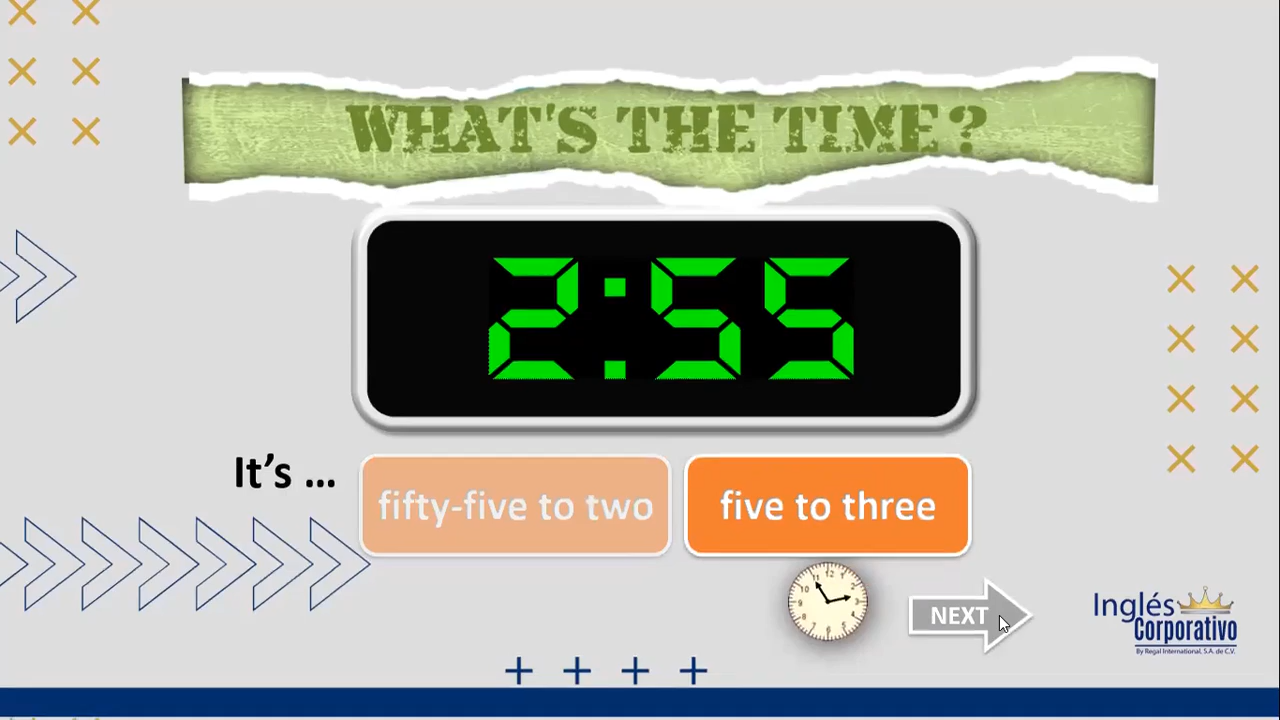 WHAT'S THE TIME?
2:55
It's ...
fifty-five to two
five to three
NEXT
Inglés
Corporativo
By Regal International, S.A. de C.V.